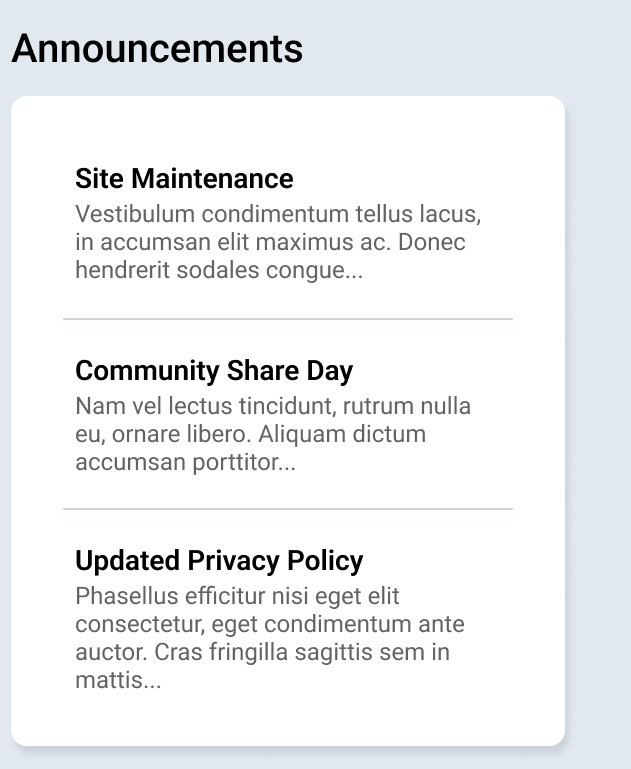 Announcements
Site Maintenance
Vestibulum condimentum tellus lacus,
in accumsan elit maximus ac. Donec
hendrerit sodales congue...
Community Share Day
Nam vel lectus tincidunt, rutrum nulla
eu, ornare libero. Aliquam dictum
accumsan porttitor...
Updated Privacy Policy
Phasellus efficitur nisi eget elit
consectetur, eget condimentum ante
auctor. Cras fringilla sagittis sem in
mattis...